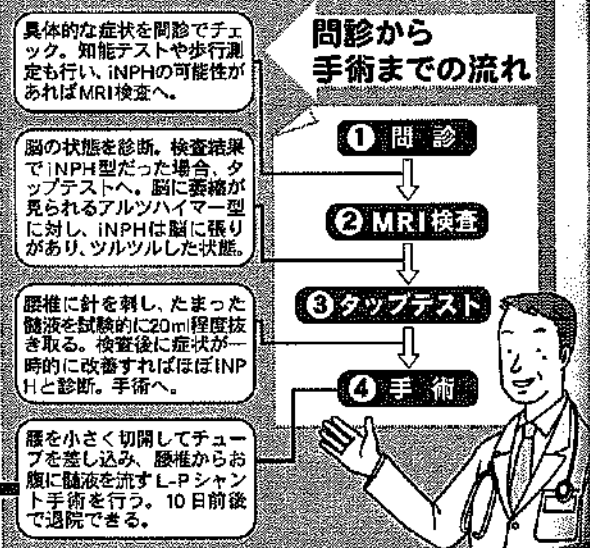 問診から
手術までの流れ
具体的な症状を問診でチェ
ック。知能テストや歩行測
定も行い、iNPHの可能性が
あればMRI検査へ。
① 問診
脳の状態を診断。検査結果
でiNPH型だった場合、タ
ップテストへ。脳に萎縮が
見られるアルツハイマー型
に対し、iNPHは脳に張り
があり、ツルツルした状態。
② MRI検査
腰椎に針を刺し、たまった
髄液を試験的に20ml程度抜
き取る。検査後に症状が一
時的に改善すればほぼiNP
Hと診断。手術へ。
③ タップテスト
腰を小さく切開してチュー
ブを差し込み、腰椎からお
腹に髄液を流すL-Pシャン
ト手術を行う。10日前後
で退院できる。
④ 手術